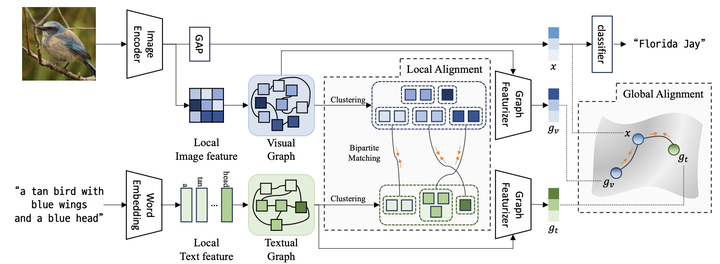 Image
Encoder
GAP
x
classifier
"Florida Jay"
Local
Image feature
Visual
Graph
Clustering
Local Alignment
Bipartite
Matching
Graph
Featurizer
g_v
Global Alignment
x
g_v
g_t
"a tan bird with
blue wings
and a blue head"
Word
Embedding
a
tan
...
head
Local
Text feature
Textual
Graph
Clustering
Graph
Featurizer
g_t